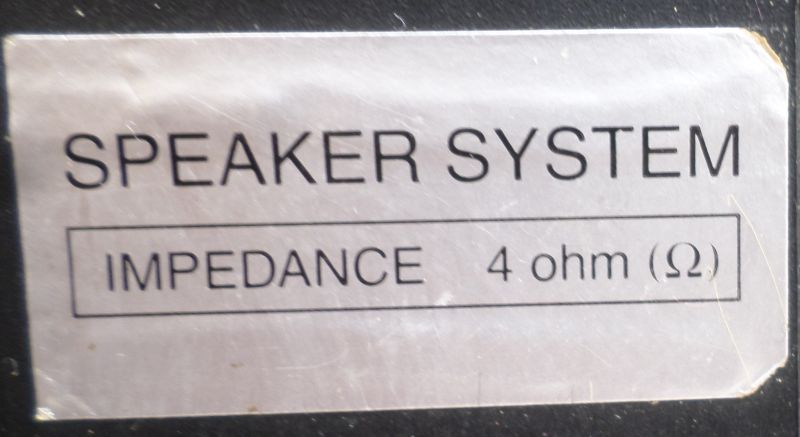 SPEAKER SYSTEM
IMPEDANCE 4 ohm (Ω)